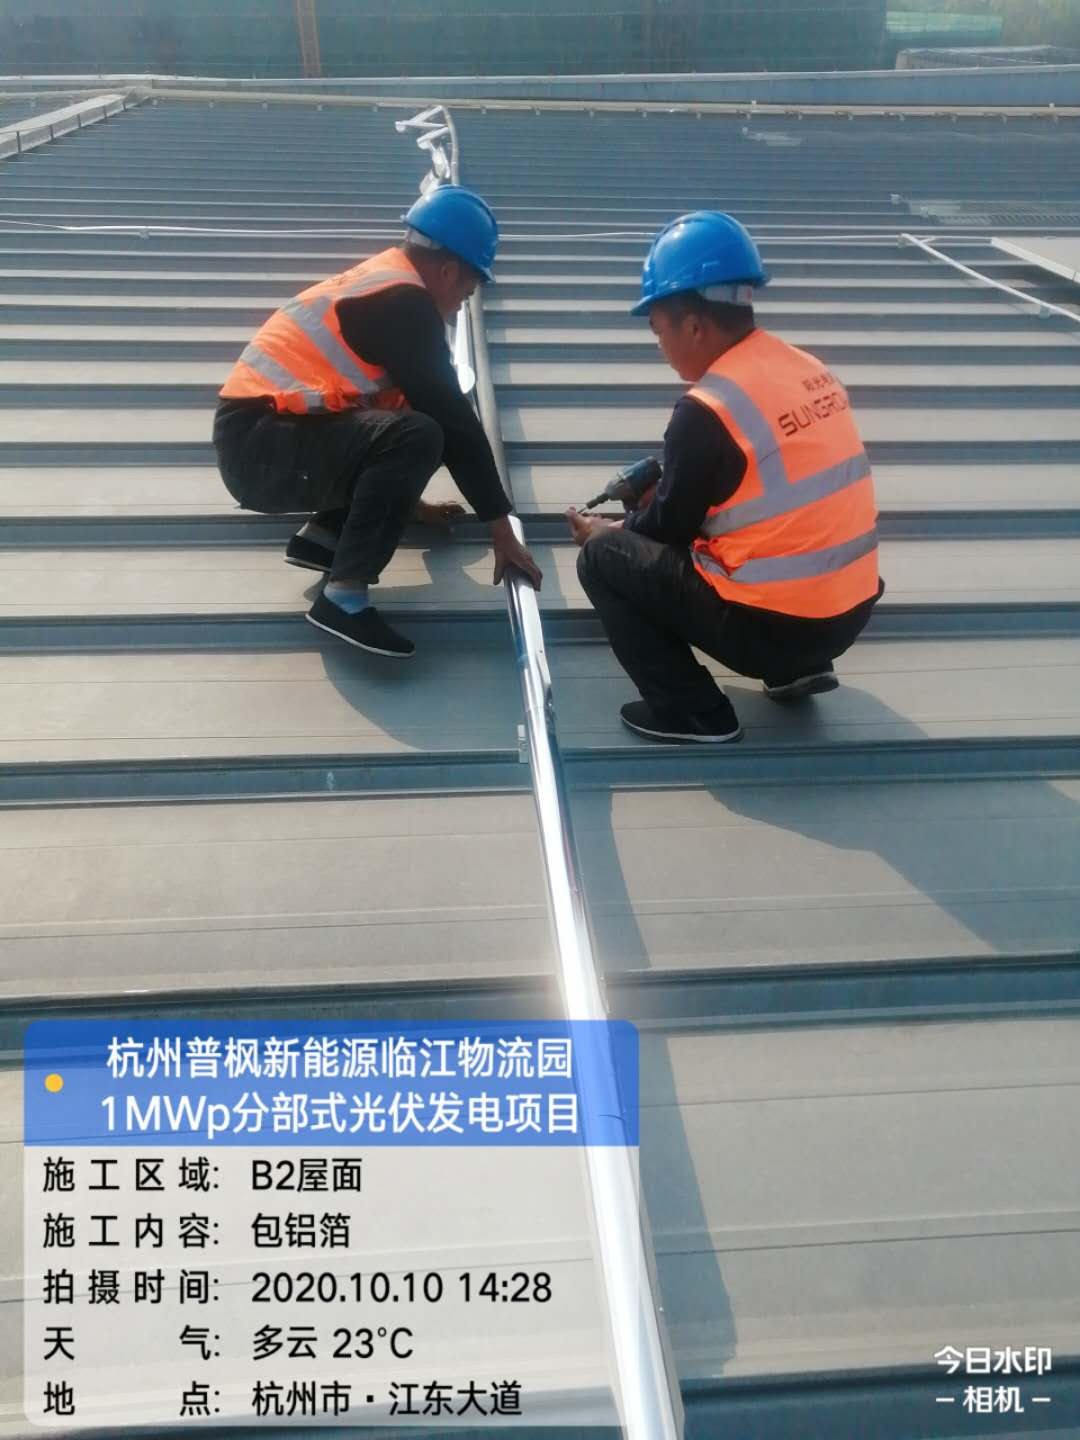 阳光电
SUNGRO
杭州普枫新能源临江物流园
1MWp分部式光伏发电项目
施工区域: B2屋面
施工内容: 包铝箔
拍摄时间: 2020.10.10 14:28
天气: 多云 23℃
地点: 杭州市·江东大道
今日水印
-相机-